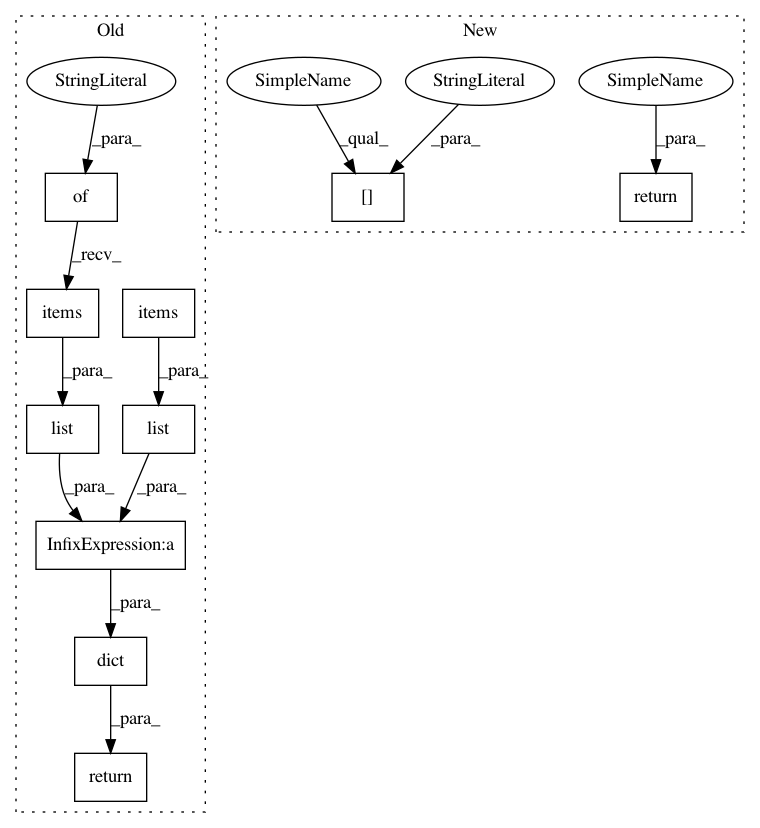 Old
New
StringLiteral
SimpleName
StringLiteral
SimpleName
_para_
_qual_
_para_
_para_
of
[]
return
_recv_
items
items
_para_
_para_
list
list
_para_
_para_
InfixExpression:a
_para_
dict
_para_
return